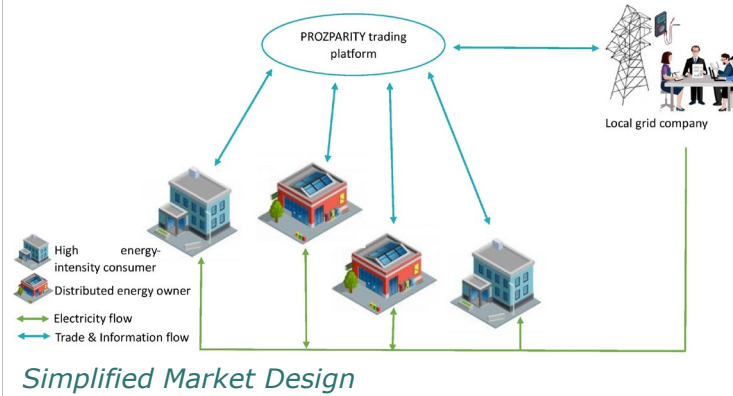 PROZPARITY trading
platform
Local grid company
High energy-
intensity consumer
Distributed energy owner
Electricity flow
Trade & Information flow
Simplified Market Design